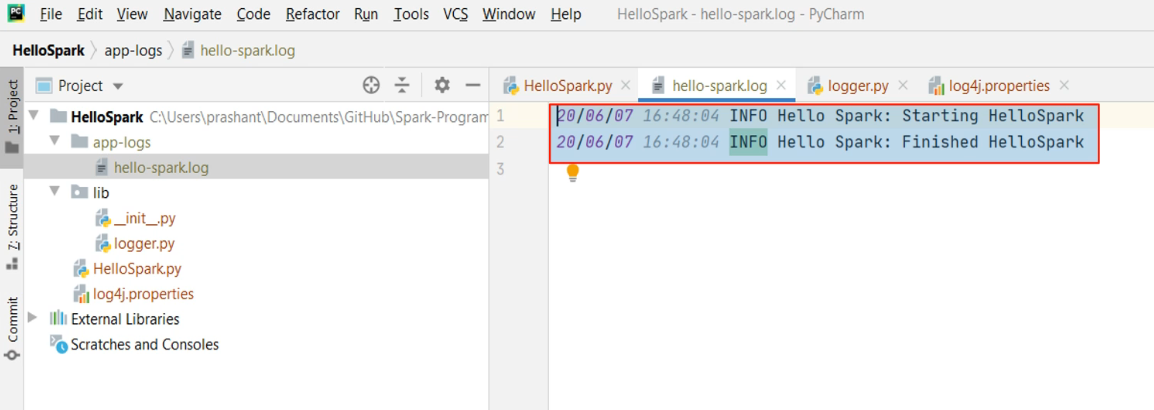 PC File Edit View Navigate Code Refactor Run Tools VCS Window Help HelloSpark - hello-spark.log - PyCharm
HelloSpark app-logs hello-spark.log
1: Project
7: Structure
Commit
Project
HelloSpark C:\Users\prashant\Documents\GitHub\Spark-Program
app-logs
hello-spark.log
lib
__init__.py
logger.py
HelloSpark.py
log4j.properties
External Libraries
Scratches and Consoles
HelloSpark.py hello-spark.log logger.py log4j.properties
1 20/06/07 16:48:04 INFO Hello Spark: Starting HelloSpark
2 20/06/07 16:48:04 INFO Hello Spark: Finished HelloSpark
3